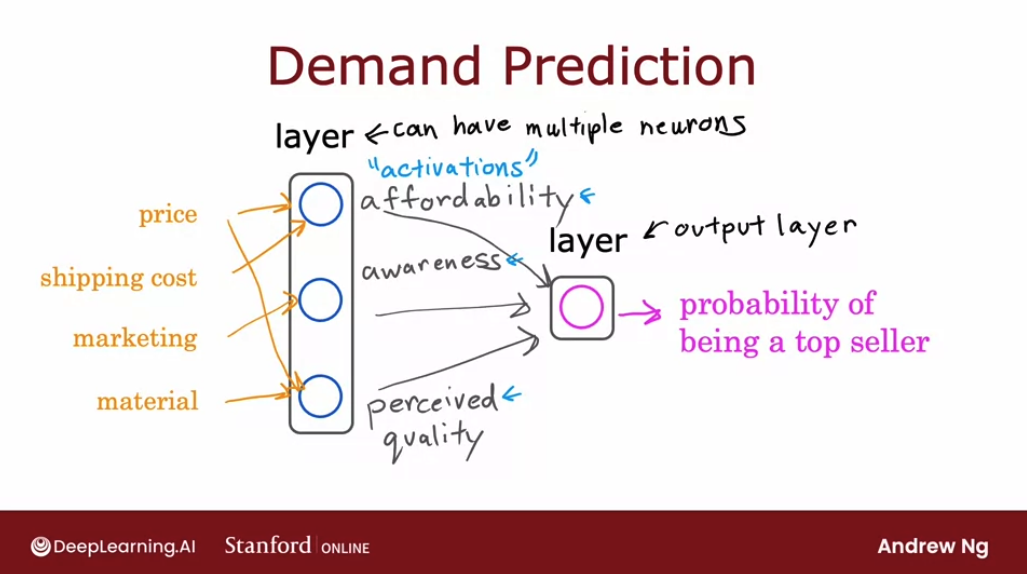 Demand Prediction
layer ← can have multiple neurons
"activations"
affordability ←
price
layer ← output layer
shipping cost
awareness ←
probability of
being a top seller
marketing
material
perceived ←
quality
DeepLearning.AI Stanford | ONLINE Andrew Ng